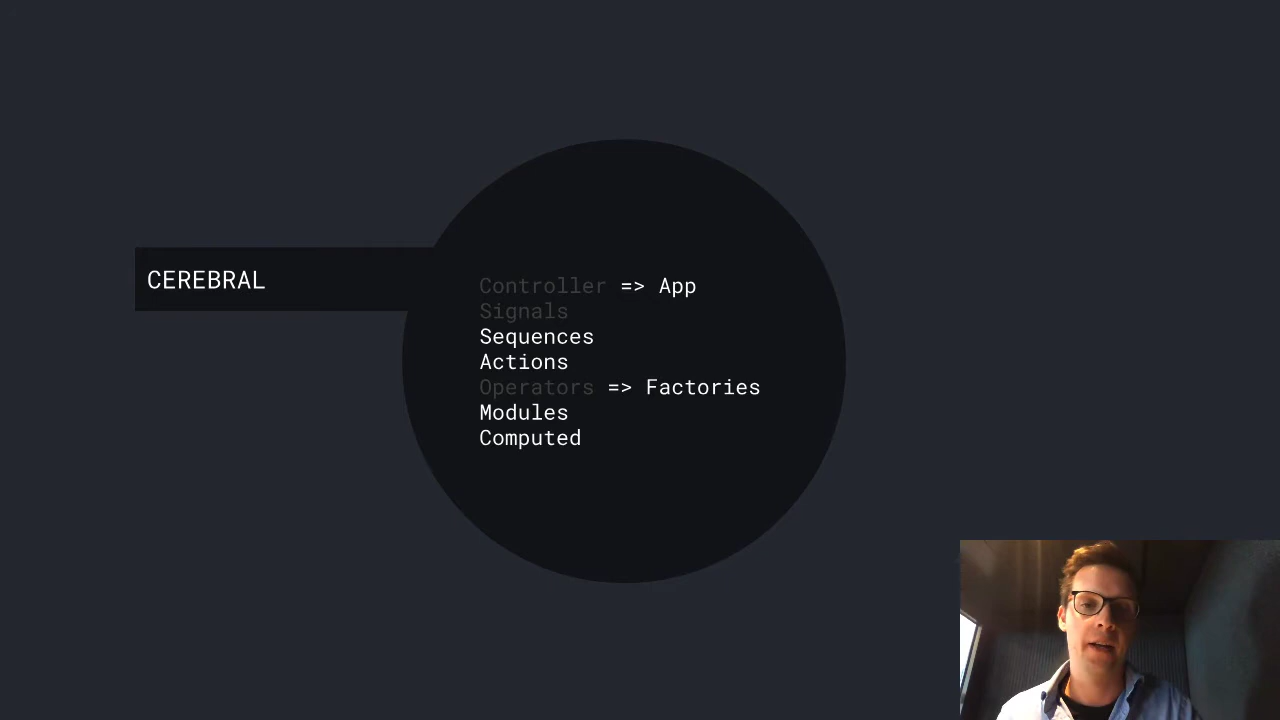 CEREBRAL
Controller => App
Signals
Sequences
Actions
Operators => Factories
Modules
Computed